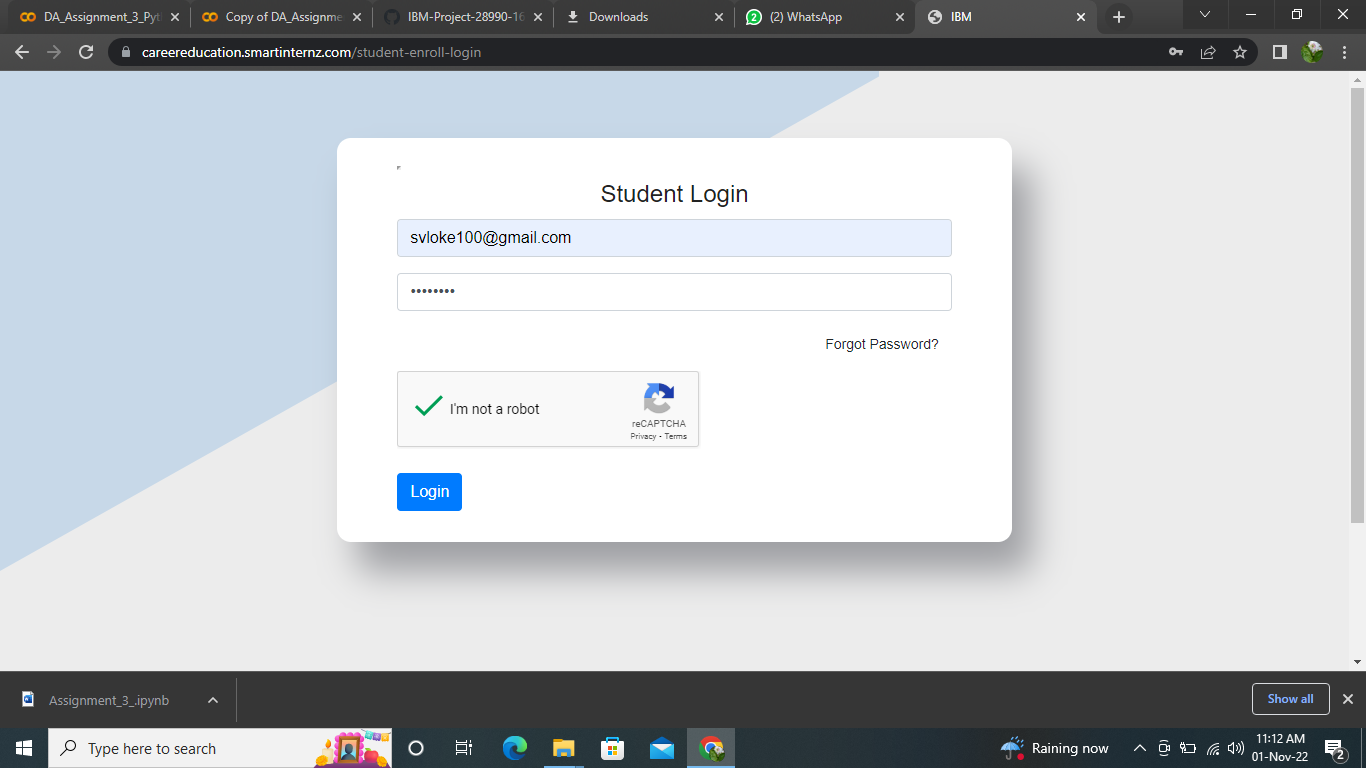 DA_Assignment_3_Pyt
Copy of DA_Assignme
IBM-Project-28990-16
Downloads
2
(2) WhatsApp
IBM
careereducation.smartinternz.com/student-enroll-login
Student Login
svloke100@gmail.com
••••••••
Forgot Password?
I'm not a robot
reCAPTCHA
Privacy - Terms
Login
Assignment_3_.ipynb
Show all
Type here to search
Raining now
11:12 AM
01-Nov-22
2